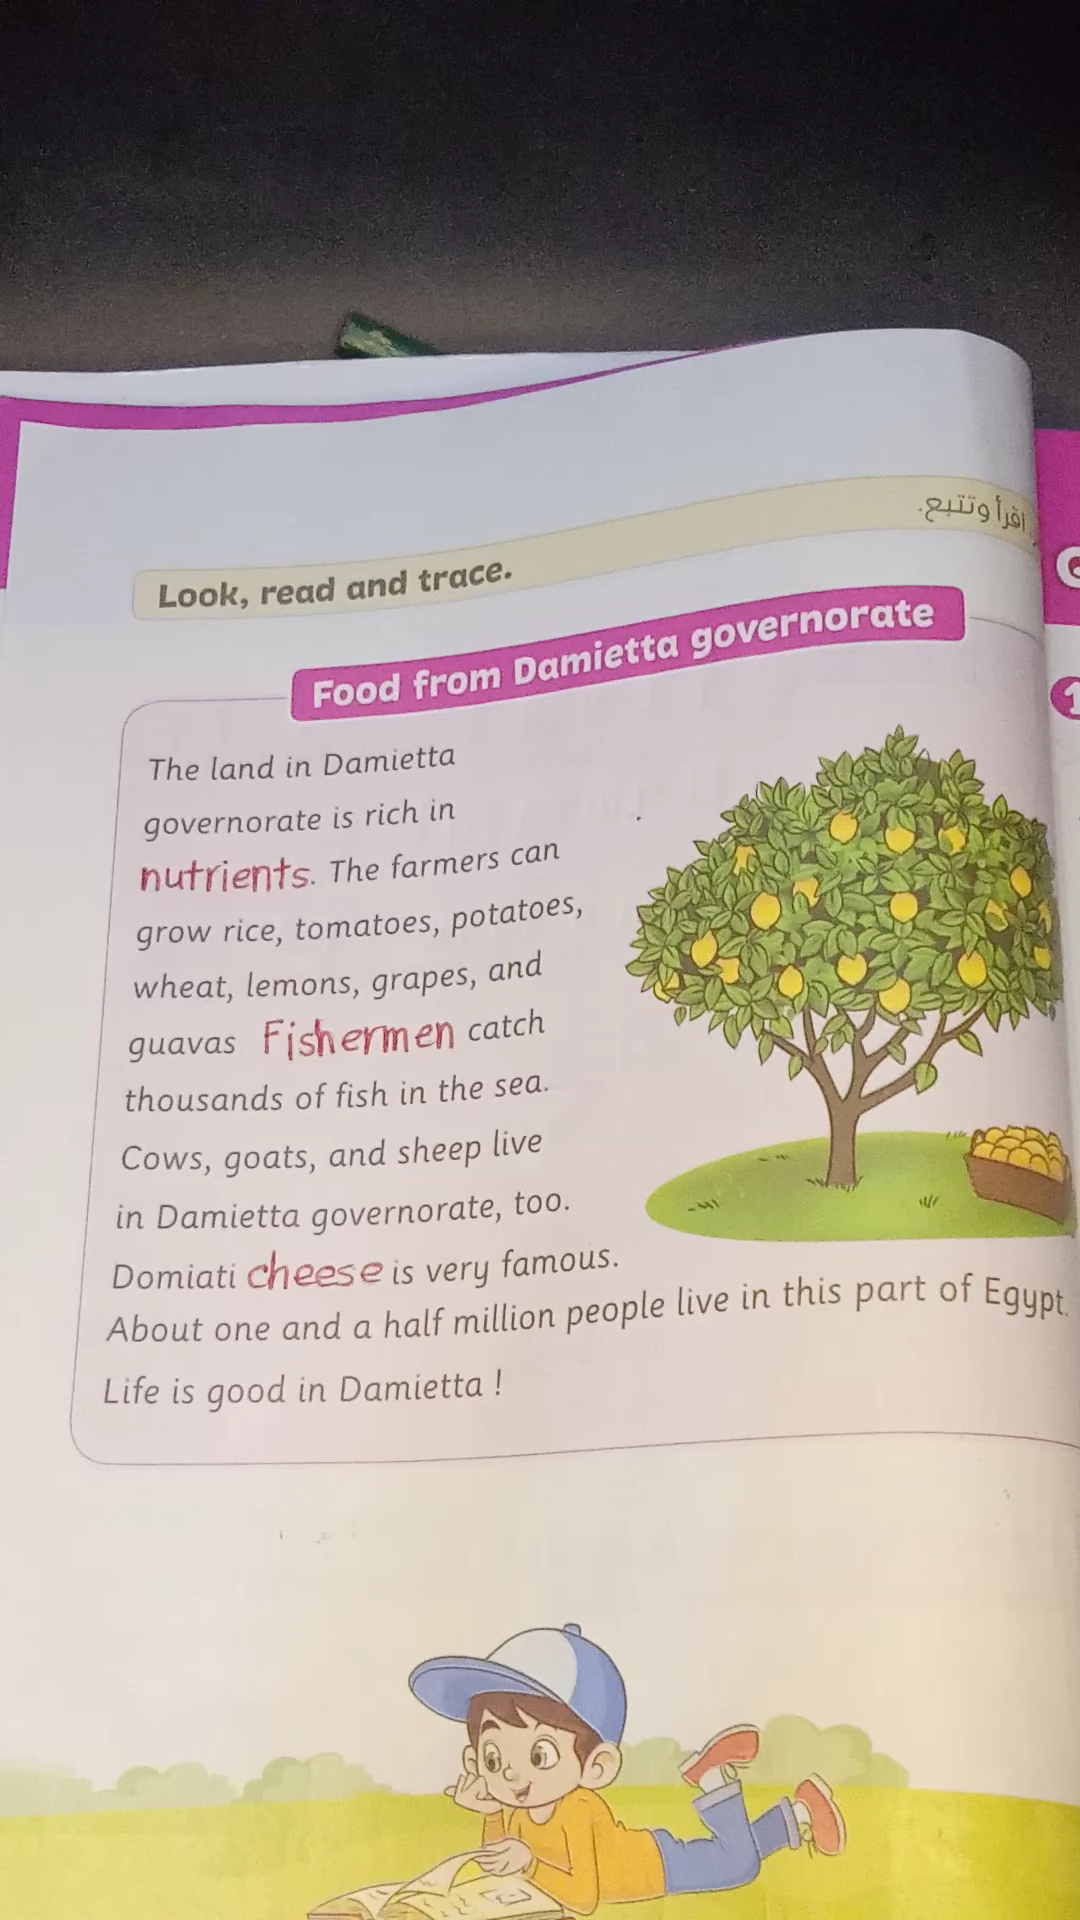 اقرأ وتتبع.
Look, read and trace.
Food from Damietta governorate
The land in Damietta
governorate is rich in
nutrients. The farmers can
grow rice, tomatoes, potatoes,
wheat, lemons, grapes, and
guavas Fishermen catch
thousands of fish in the sea.
Cows, goats, and sheep live
in Damietta governorate, too.
Domiati cheese is very famous.
About one and a half million people live in this part of Egypt.
Life is good in Damietta !
1